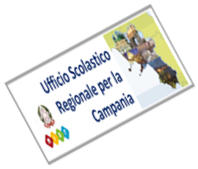 Ufficio Scolastico
Regionale per la
Campania